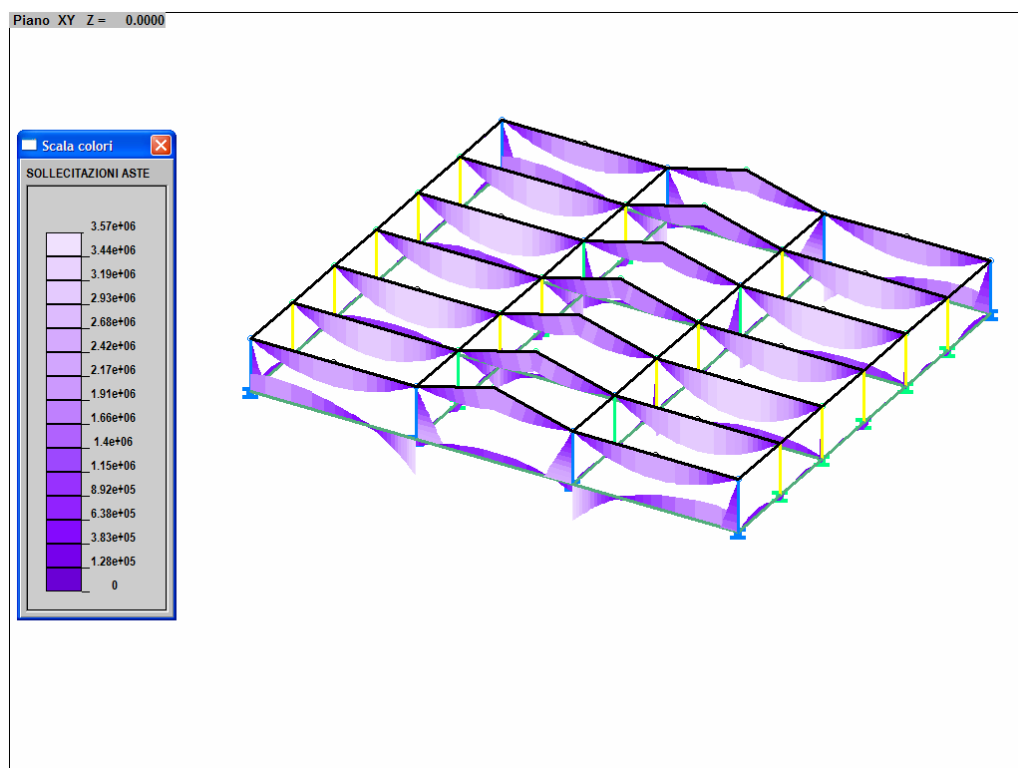 Piano XY Z = 0.0000
Scala colori
SOLLECITAZIONI ASTE
3.57e+06
3.44e+06
3.19e+06
2.93e+06
2.68e+06
2.42e+06
2.17e+06
1.91e+06
1.66e+06
1.4e+06
1.15e+06
8.92e+05
6.38e+05
3.83e+05
1.28e+05
0